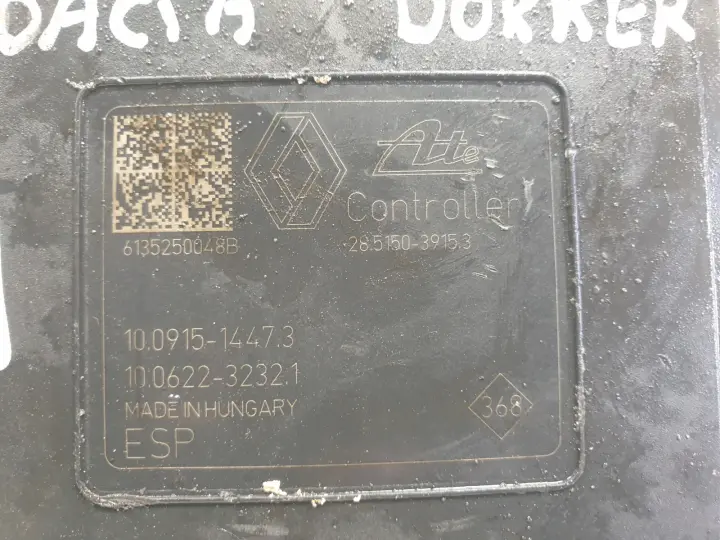 DACIA DOKKER
Ate
Controller
6135250048B
28.5150-3915.3
10.0915-1447.3
10.0622-3232.1
MADE IN HUNGARY
368
ESP